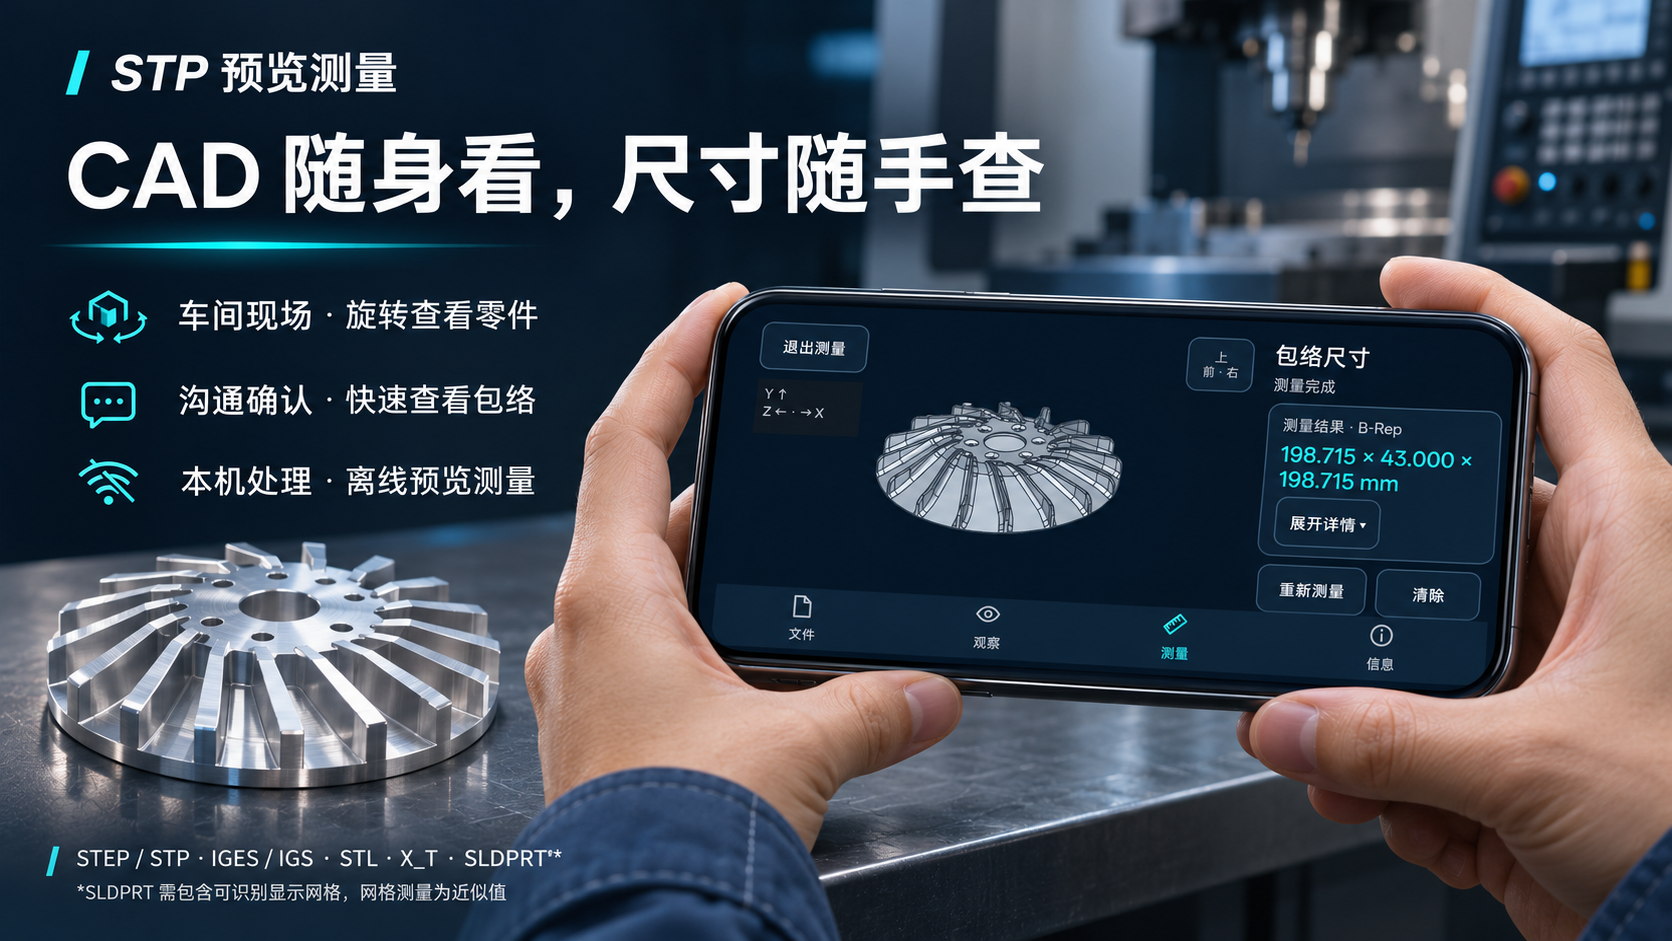 STP 预览测量
CAD 随身看，尺寸随手查
车间现场 · 旋转查看零件
沟通确认 · 快速查看包络
本机处理 · 离线预览测量
退出测量
Y ↑
Z ← · → X
上
前 · 右
包络尺寸
测量完成
测量结果 · B-Rep
198.715 × 43.000 ×
198.715 mm
展开详情 ▾
重新测量
清除
文件
观察
测量
信息
STEP / STP · IGES / IGS · STL · X_T · SLDPRT**
*SLDPRT 需包含可识别显示网格，网格测量为近似值